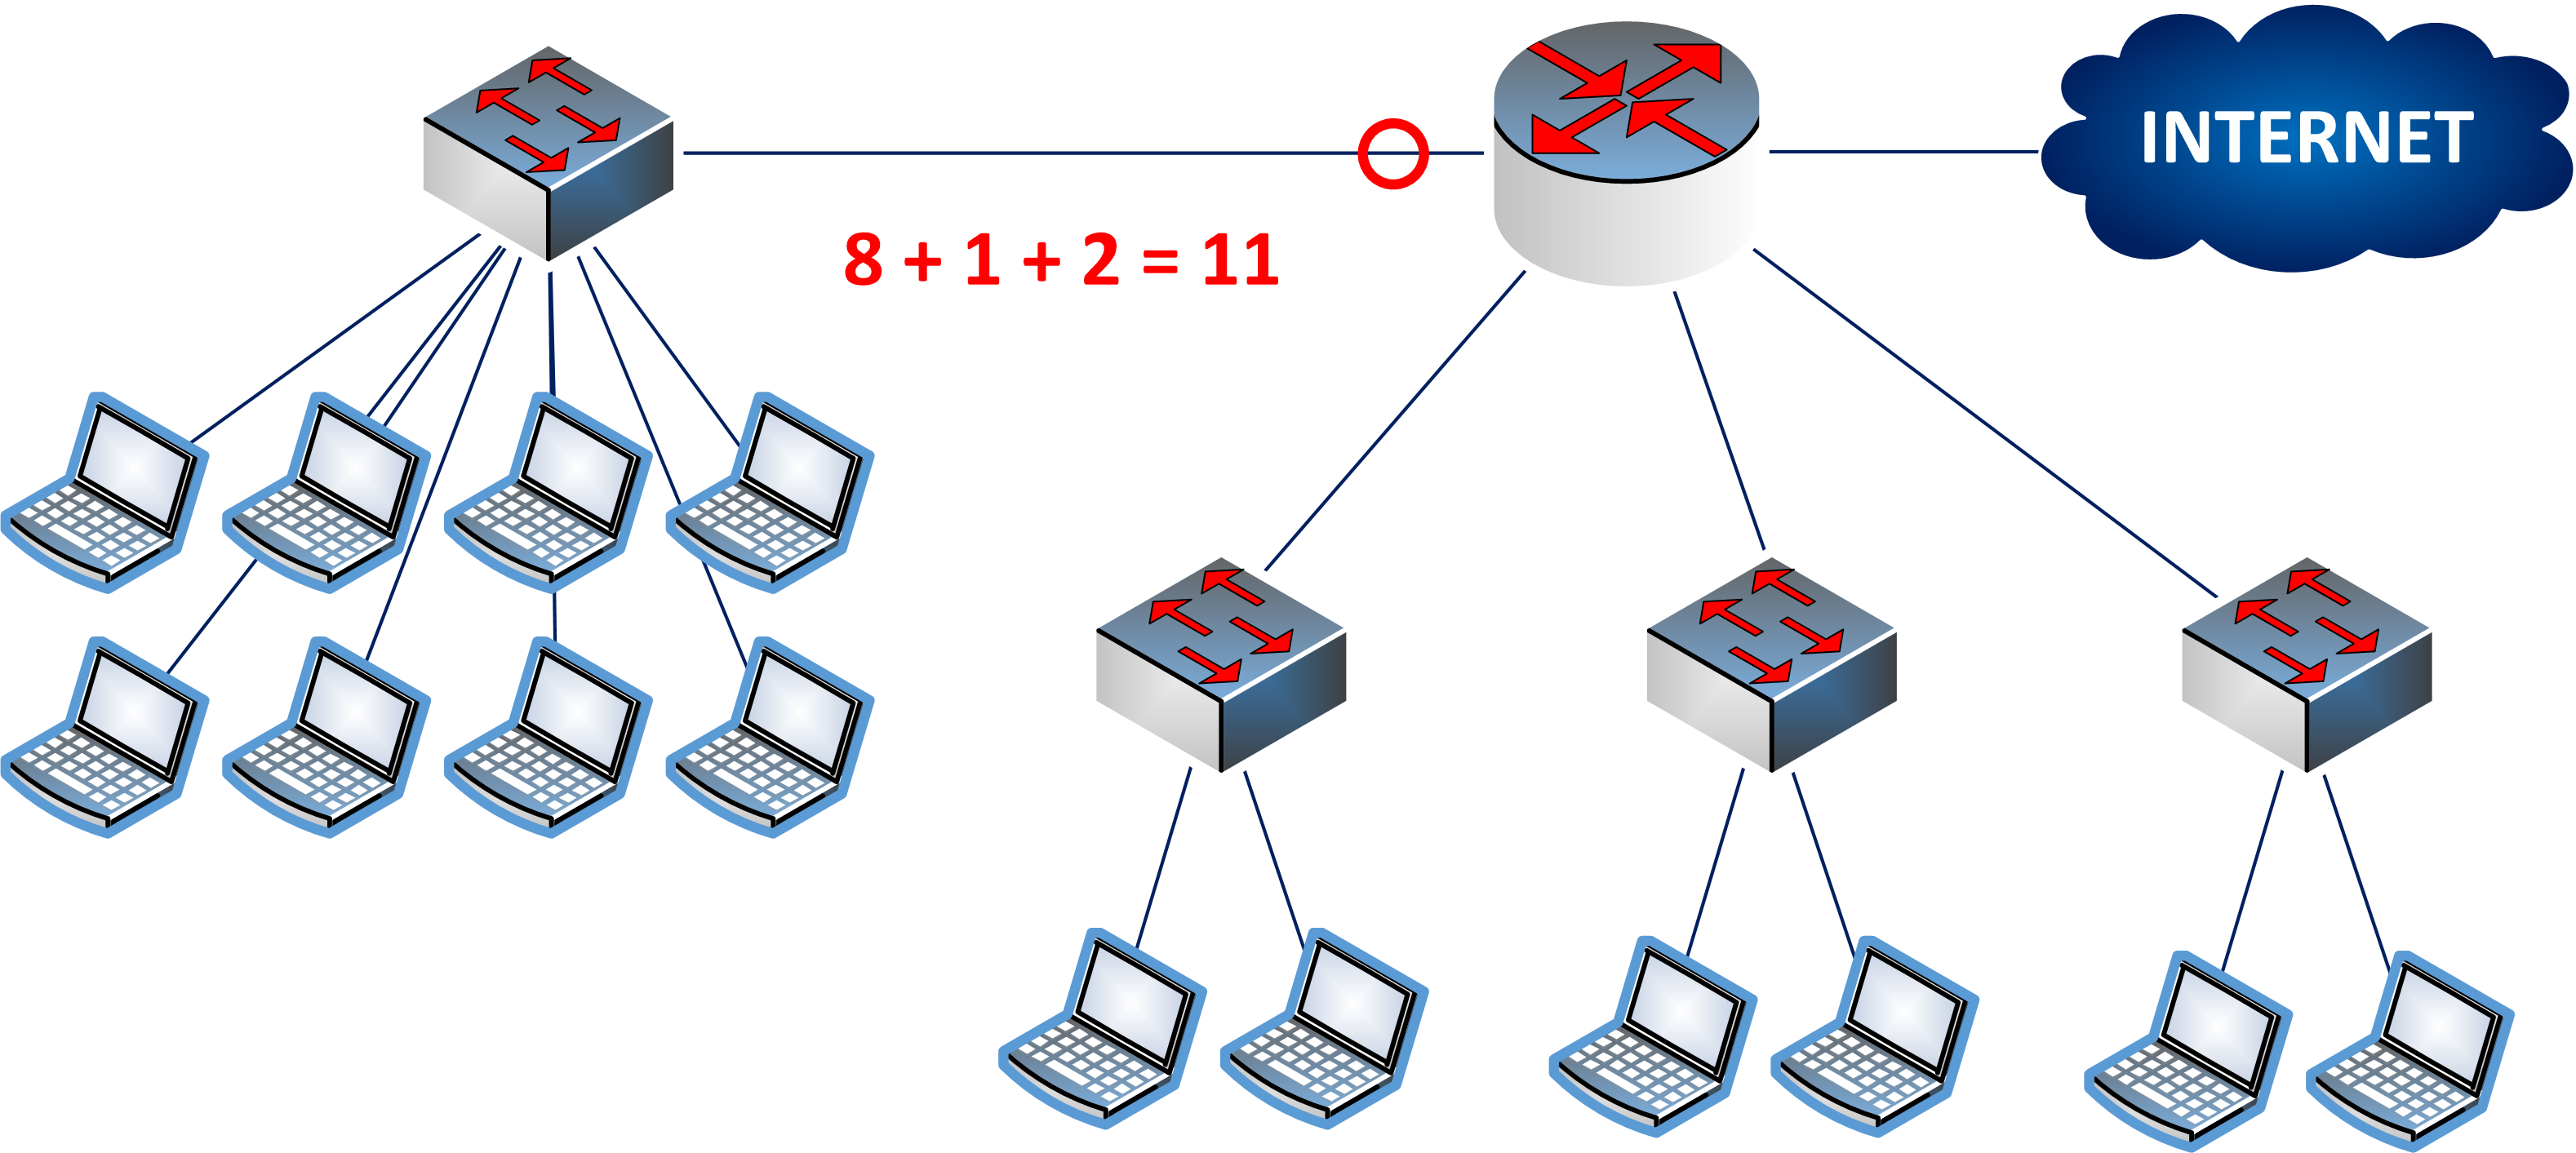 INTERNET
8 + 1 + 2 = 11